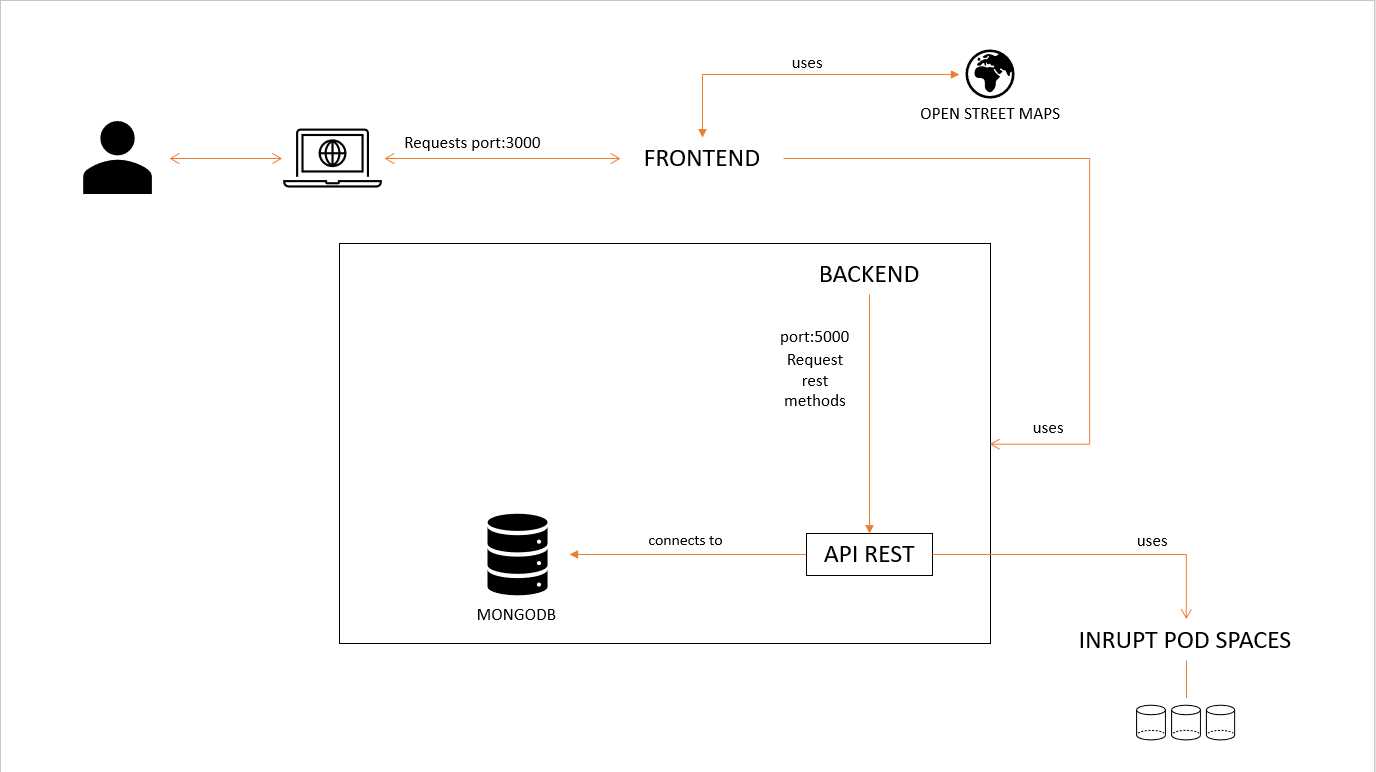 uses
OPEN STREET MAPS
Requests port:3000
FRONTEND
BACKEND
port:5000
Request
rest
methods
uses
connects to
API REST
uses
MONGODB
INRUPT POD SPACES